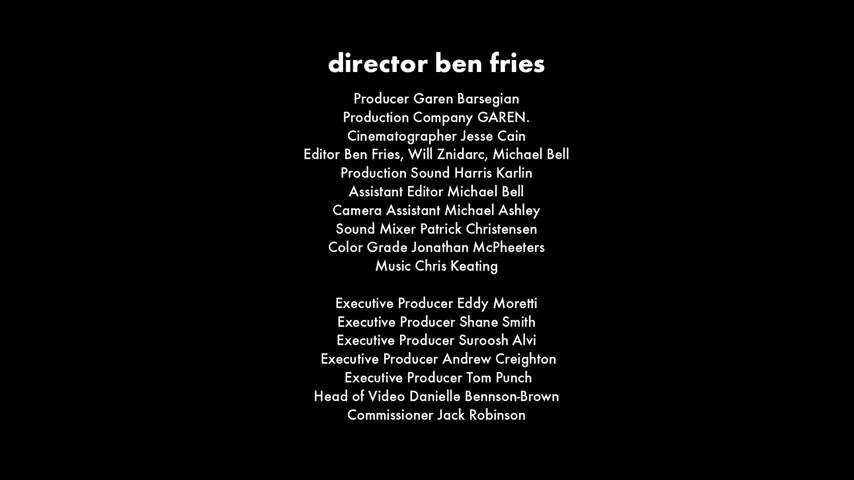 director ben fries
Producer Garen Barsegian
Production Company GAREN.
Cinematographer Jesse Cain
Editor Ben Fries, Will Znidarc, Michael Bell
Production Sound Harris Karlin
Assistant Editor Michael Bell
Camera Assistant Michael Ashley
Sound Mixer Patrick Christensen
Color Grade Jonathan McPheeters
Music Chris Keating
Executive Producer Eddy Moretti
Executive Producer Shane Smith
Executive Producer Suroosh Alvi
Executive Producer Andrew Creighton
Executive Producer Tom Punch
Head of Video Danielle Bennson-Brown
Commissioner Jack Robinson